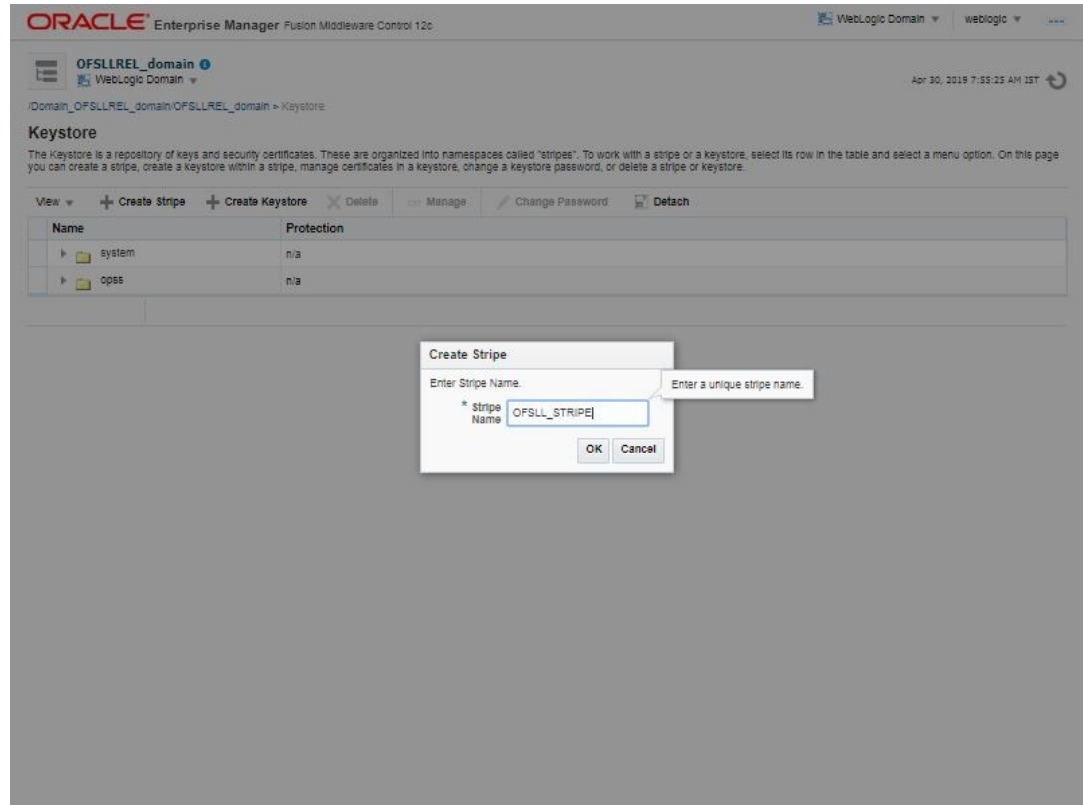 ORACLE Enterprise Manager Fusion Middleware Control 12c
WebLogic Domain weblogic
OFSLLREL_domain
WebLogic Domain
Apr 30, 2019 7:55:25 AM IST
/Domain_OFSLLREL_domain/OFSLLREL_domain > Keystore
Keystore
The Keystore is a repository of keys and security certificates. These are organized into namespaces called "stripes". To work with a stripe or a keystore, select its row in the table and select a menu option. On this page
you can create a stripe, create a keystore within a stripe, manage certificates in a keystore, change a keystore password, or delete a stripe or keystore.
View Create Stripe Create Keystore Delete Manage Change Password Detach
Name Protection
system n/a
opss n/a
Create Stripe
Enter Stripe Name.
Enter a unique stripe name.
* Stripe
Name OFSLL_STRIPE
OK Cancel